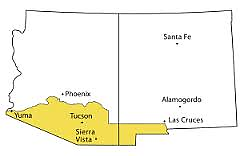 Santa Fe
Phoenix
Alamogordo
Yuma
Tucson
Las Cruces
Sierra
Vista